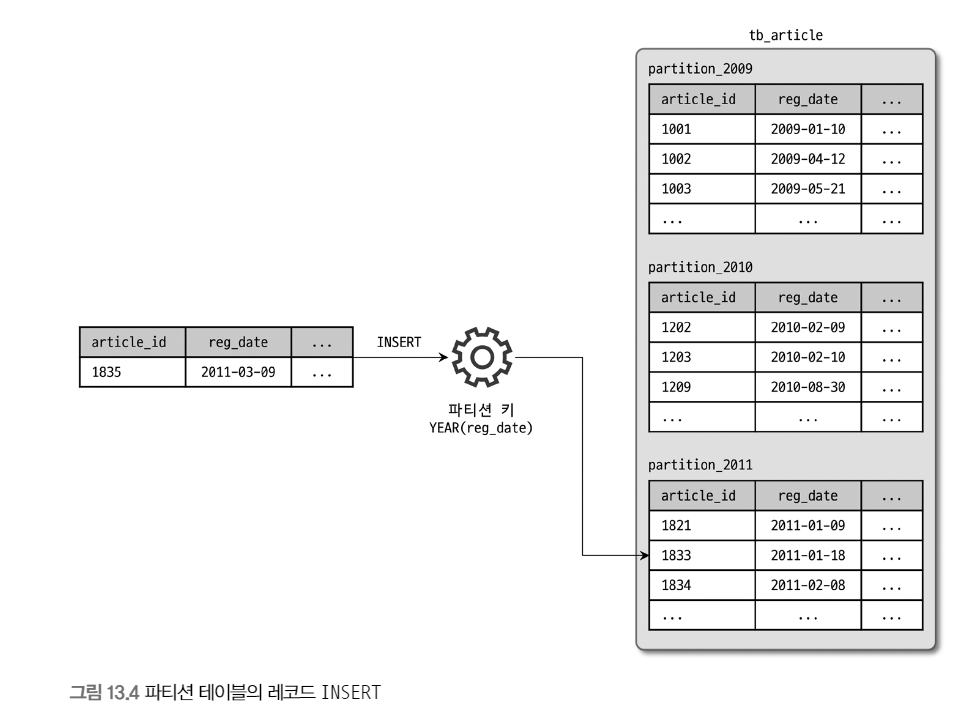 tb_article
partition_2009
article_id reg_date ...
1001 2009-01-10 ...
1002 2009-04-12 ...
1003 2009-05-21 ...
... ... ...
partition_2010
article_id reg_date ...
1202 2010-02-09 ...
1203 2010-02-10 ...
1209 2010-08-30 ...
... ... ...
article_id reg_date ...
1835 2011-03-09 ...
INSERT
파티션 키
YEAR(reg_date)
partition_2011
article_id reg_date ...
1821 2011-01-09 ...
1833 2011-01-18 ...
1834 2011-02-08 ...
... ... ...
그림 13.4 파티션 테이블의 레코드 INSERT